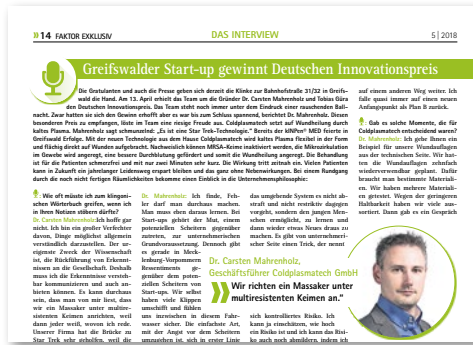 14 FAKTOR EXKLUSIV
DAS INTERVIEW
5 | 2018
Greifswalder Start-up gewinnt Deutschen Innovationspreis
Die Gratulanten und auch die Presse geben sich derzeit die Klinke zur Bahnhofstraße 31/32 in Greifs-
wald die Hand. Am 13. April erhielt das Team um die Gründer Dr. Carsten Mahrenholz und Tobias Güra
den Deutschen Innovationspreis. Das Team steht noch immer unter dem Eindruck einer rauschenden Ball-
nacht. Zwar hatten sie sich den Gewinn erhofft aber es war bis zum Schluss spannend, berichtet Dr. Mahrenholz. Diesen
besonderen Preis zu empfangen, löste im Team eine riesige Freude aus. Coldplasmatech setzt auf Wundheilung durch
kaltes Plasma. Mahrenholz sagt schmunzelnd: „Es ist eine Star Trek-Technologie." Bereits der kINPen® MED feierte in
Greifswald Erfolge. Mit der neuen Technologie aus dem Hause Coldplasmatech wird kaltes Plasma flexibel in der Form
und flächig direkt auf Wunden aufgebracht. Nachweislich können MRSA-Keime inaktiviert werden, die Mikrozirkulation
im Gewebe wird angeregt, eine bessere Durchblutung gefördert und somit die Wundheilung angeregt. Die Behandlung
ist für die Patienten schmerzfrei und mit nur zwei Minuten sehr kurz. Die Wirkung tritt zeitnah ein. Vielen Patienten
kann in Zukunft ein jahrelanger Leidensweg erspart bleiben und das ganz ohne Nebenwirkungen. Bei einem Rundgang
durch die noch nicht fertigen Räumlichkeiten bekomme einen Einblick in die Unternehmensphilosophie:
Wie oft müsste ich zum klingoni-
schen Wörterbuch greifen, wenn ich
in Ihren Notizen stöbern dürfte?
Dr. Carsten Mahrenholz: Ich hoffe gar
nicht. Ich bin ein großer Verfechter
davon, Dinge möglichst allgemein
verständlich darzustellen. Der ur-
eigenste Zweck der Wissenschaft
ist, die Rückführung von Erkennt-
nissen an die Gesellschaft. Deshalb
muss ich die Erkenntnisse versteh-
bar kommunizieren und auch an-
bieten können. Es kann durchaus
sein, dass man von mir liest, dass
wir ein Massaker unter multire-
sistenten Keimen anrichten, weil
dann jeder weiß, wovon ich rede.
Unserer Firma hat die Brücke zu
Star Trek sehr geholfen, weil die
Dr. Mahrenholz: Ich finde, Feh-
ler darf man durchaus machen.
Man muss eben daraus lernen. Bei
Start-ups gehört der Mut, einem
potenziellen Scheitern gegenüber
zutreten, zur unternehmerischen
Grundvoraussetzung. Dennoch gibt
es gerade in Meck-
lenburg-Vorpommern
Ressentiments ge-
genüber dem poten-
ziellen Scheitern von
Start-ups. Wir selbst
haben viele Klippen
umschifft und fühlen
uns inzwischen in diesem Fahr-
wasser sicher. Die einfachste Art,
mit der Angst vor dem Scheitern
umzugehen ist, sich in erster Linie
das umgebende System es nicht ab-
straft und nicht restriktiv dagegen
vorgeht, sondern den jungen Men-
schen ermöglicht, zu lernen und
dann wieder etwas Neues draus zu
machen. Es gibt von unternehmeri-
scher Seite einen Trick, der nennt
Dr. Carsten Mahrenholz,
Geschäftsführer Coldplasmatech GmbH
Wir richten ein Massaker unter
multiresistenten Keimen an."
sich kontrolliertes Risiko. Ich
kann ja einschätzen, wie hoch
ein Risiko ist und ich kann das Risi-
ko auch noch abmildern, indem ich
auf einem anderen Weg weiter. Ich
falle quasi immer auf einen neuen
Anfangspunkt als Plan B zurück.
Gab es solche Momente, die für
Coldplasmatech entscheidend waren?
Dr. Mahrenholz: Ich gebe Ihnen ein
Beispiel für unsere Wundauflagen
aus der technischen Seite. Wir hat-
ten die Wundauflagen einfach
wiederverwendbar geplant. Dafür
braucht man bestimmte Materiali-
en. Wir haben mehrere Materiali-
en getestet. Wegen der geringeren
Haltbarkeit haben wir viele aus-
sortiert. Dann gab es ein Gespräch